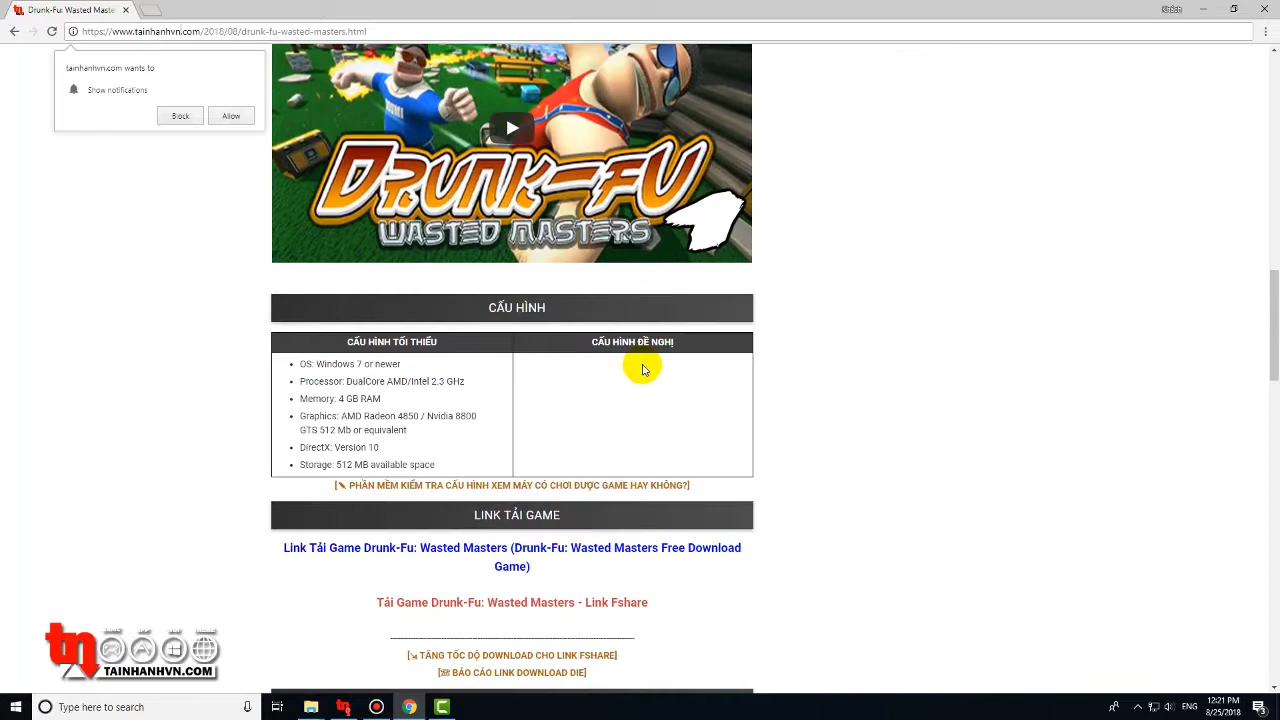 https://www.tainhanhvn.com/2018/08/drunk-fu-wasted-masters.html
tainhanhvn.com wants to
Show notifications
Block
Allow
DRUNK-FU
WASTED MASTERS
CẤU HÌNH
CẤU HÌNH TỐI THIỂU
CẤU HÌNH ĐỀ NGHỊ
OS: Windows 7 or newer
Processor: DualCore AMD/Intel 2.3 GHz
Memory: 4 GB RAM
Graphics: AMD Radeon 4850 / Nvidia 8800
GTS 512 Mb or equivalent
DirectX: Version 10
Storage: 512 MB available space
[✎ PHẦN MỀM KIỂM TRA CẤU HÌNH XEM MÁY CÓ CHƠI ĐƯỢC GAME HAY KHÔNG?]
LINK TẢI GAME
Link Tải Game Drunk-Fu: Wasted Masters (Drunk-Fu: Wasted Masters Free Download
Game)
Tải Game Drunk-Fu: Wasted Masters - Link Fshare
[⇘ TĂNG TỐC ĐỘ DOWNLOAD CHO LINK FSHARE]
[☏ BÁO CÁO LINK DOWNLOAD DIE]
tn
TAINHANHVN.COM
Type here to search
12:21 PM
8/25/2018